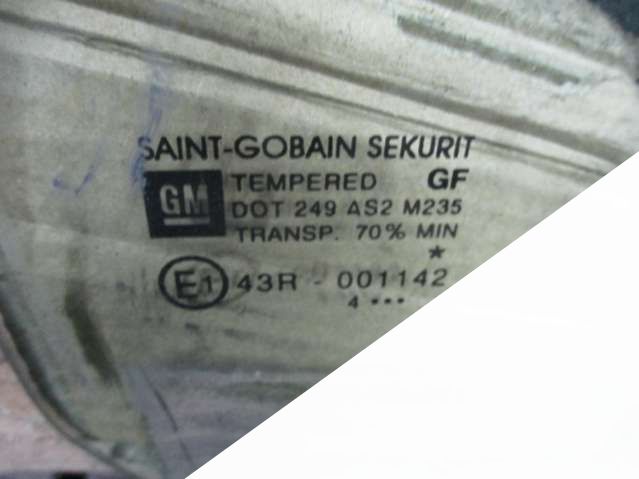 SAINT-GOBAIN SEKURIT
GM TEMPERED GF
DOT 249 AS2 M235
TRANSP. 70% MIN
*
E1 43R - 001142
4 •••